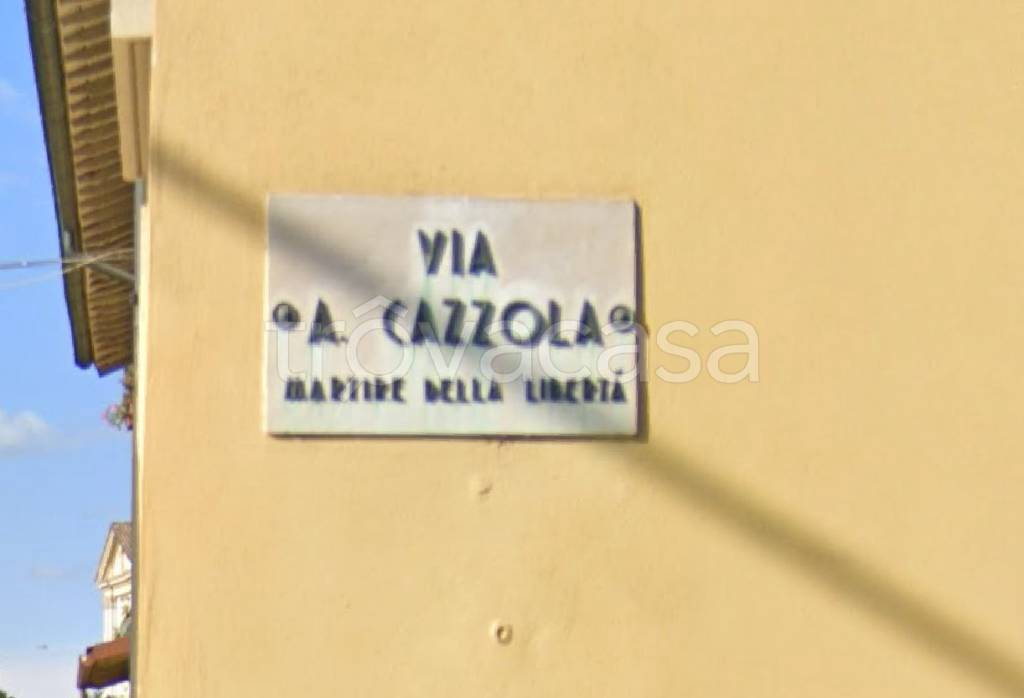 VIA
A. CAZZOLA
MARTIRE DELLA LIBERTÀ
trovacasa